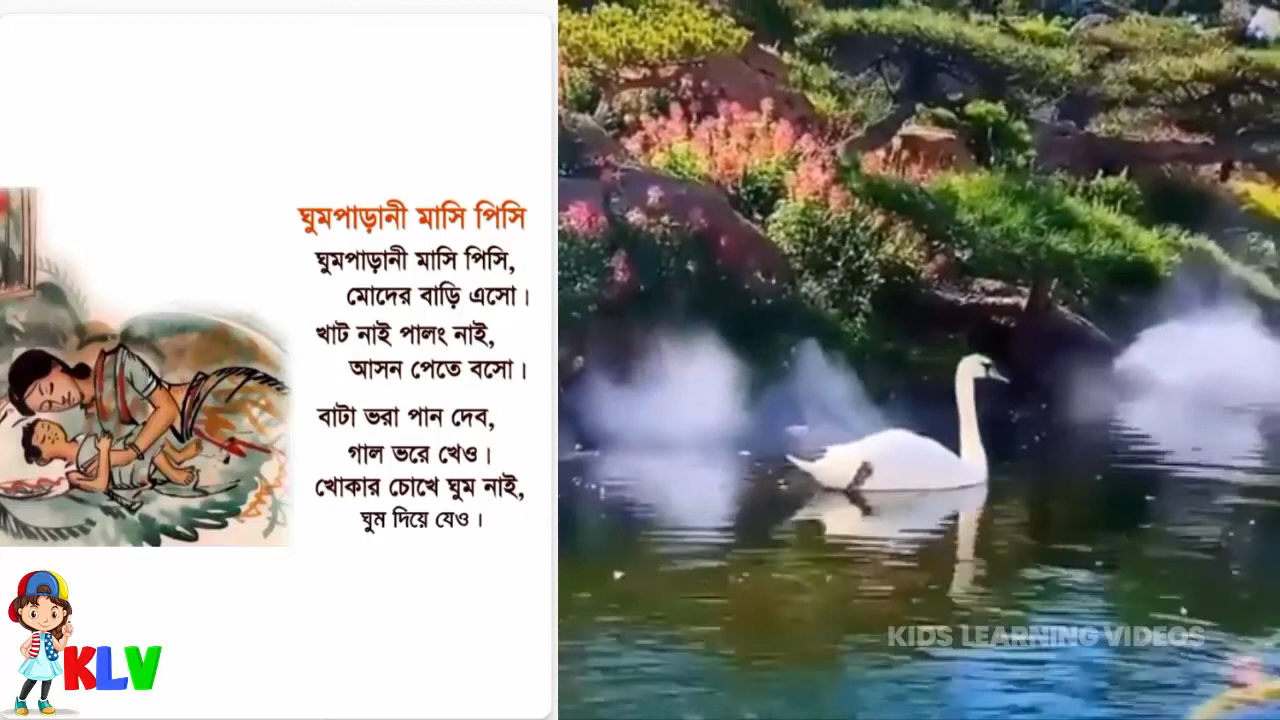 ঘুমপাড়ানী মাসি পিসি
ঘুমপাড়ানী মাসি পিসি,
মোদের বাড়ি এসো।
খাট নাই পালং নাই,
আসন পেতে বসো।
বাটা ভরা পান দেব,
গাল ভরে খেও।
খোকার চোখে ঘুম নাই,
ঘুম দিয়ে যেও।
KLV
KIDS LEARNING VIDEOS